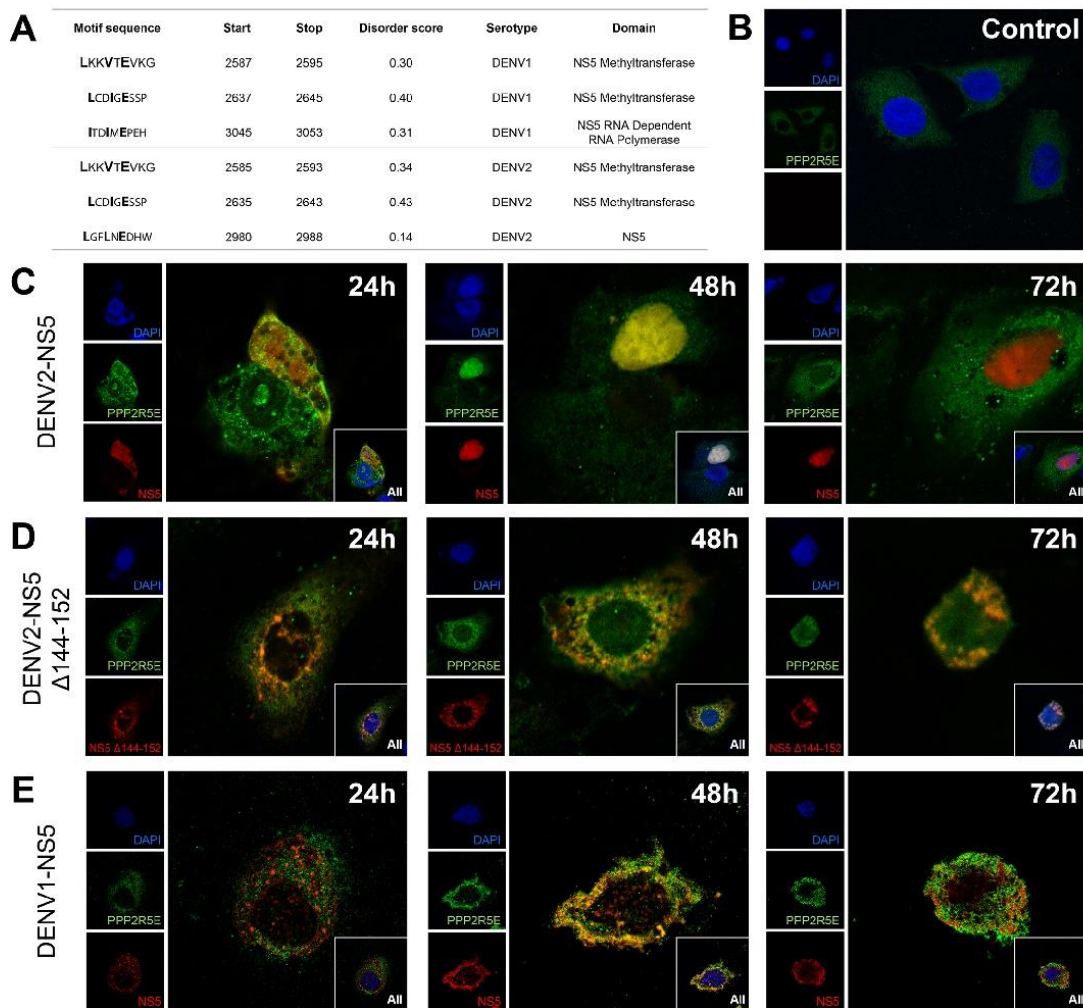 A
Motif sequence Start Stop Disorder score Serotype Domain
LKKVTEVKG 2587 2595 0.30 DENV1 NS5 Methyltransferase
LCDIGESSP 2637 2645 0.40 DENV1 NS5 Methyltransferase
ITDIMEPEH 3045 3053 0.31 DENV1 NS5 RNA Dependent
RNA Polymerase
LKKVTEVKG 2585 2593 0.34 DENV2 NS5 Methyltransferase
LCDIGESSP 2635 2643 0.43 DENV2 NS5 Methyltransferase
LGFLNEDHW 2980 2988 0.14 DENV2 NS5
B
Control
DAPI
PPP2R5E
C
DENV2-NS5
24h
DAPI
PPP2R5E
NS5
All
48h
DAPI
PPP2R5E
NS5
All
72h
DAPI
PPP2R5E
NS5
All
D
DENV2-NS5
Δ144-152
24h
DAPI
PPP2R5E
NS5 Δ144-152
All
48h
DAPI
PPP2R5E
NS5 Δ144-152
All
72h
DAPI
PPP2R5E
NS5 Δ144-152
All
E
DENV1-NS5
24h
DAPI
PPP2R5E
NS5
All
48h
DAPI
PPP2R5E
NS5
All
72h
DAPI
PPP2R5E
NS5
All